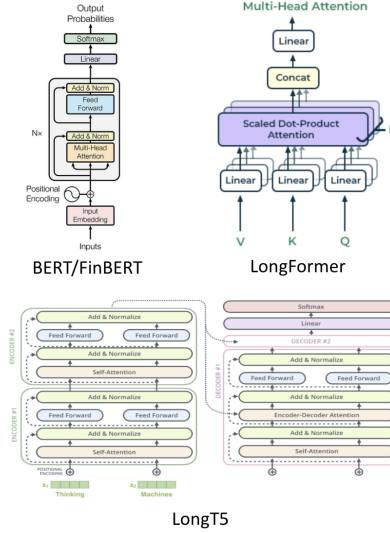 Output
Probabilities
Softmax
Linear
Add & Norm
Feed
Forward
Nx
Add & Norm
Multi-Head
Attention
Positional
Encoding
Input
Embedding
Inputs
BERT/FinBERT
Multi-Head Attention
Linear
Concat
Scaled Dot-Product
Attention
Linear
Linear
Linear
V
K
Q
LongFormer
ENCODER #2
Add & Normalize
Feed Forward
Feed Forward
Add & Normalize
Self-Attention
ENCODER #1
Add & Normalize
Feed Forward
Feed Forward
Add & Normalize
Self-Attention
POSITIONAL
ENCODING
x1
x2
Thinking
Machines
Softmax
Linear
DECODER #2
DECODER #1
Add & Normalize
Feed Forward
Feed Forward
Add & Normalize
Encoder-Decoder Attention
Add & Normalize
Self-Attention
LongT5